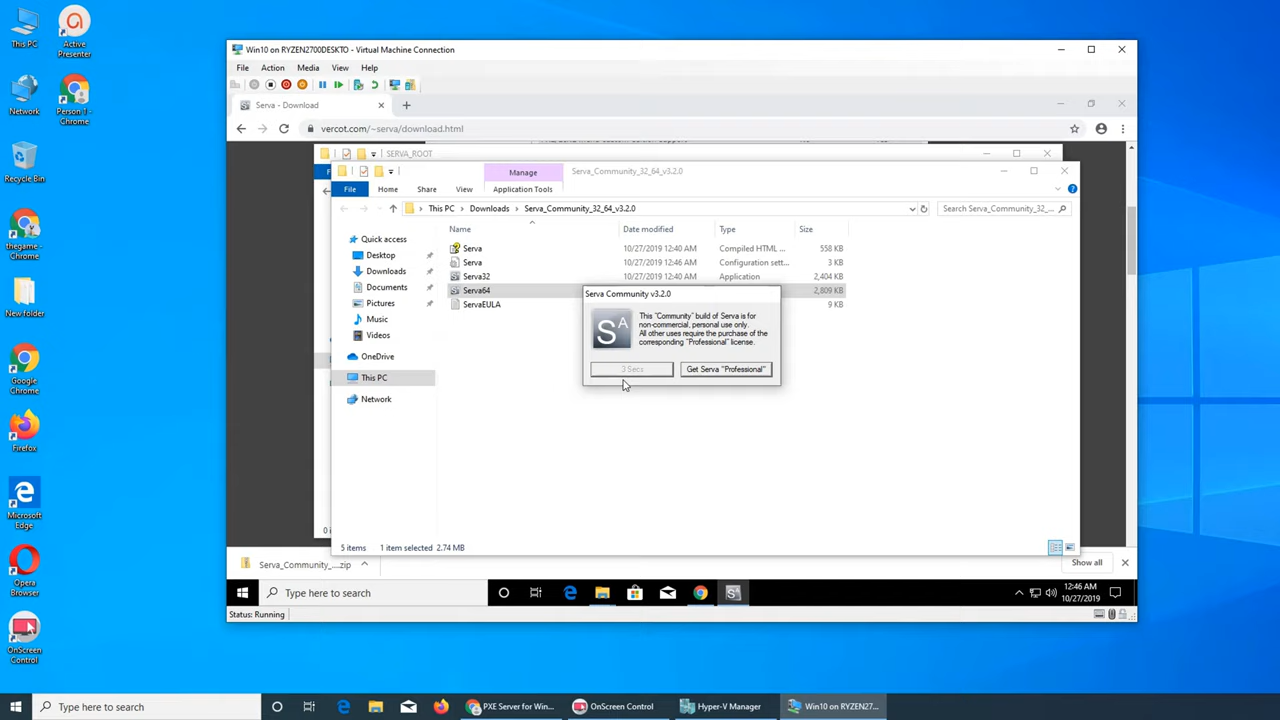 This PC
Active
Presenter
Network
Person 1 -
Chrome
Recycle Bin
thegame -
Chrome
New folder
Google
Chrome
Firefox
Microsoft
Edge
Opera
Browser
OnScreen
Control
Win10 on RYZEN2700DESKTO - Virtual Machine Connection
File Action Media View Help
Serva - Download
vercot.com/~serva/download.html
SERVA_ROOT
Manage
Serva_Community_32_64_v3.2.0
File Home Share View Application Tools
This PC > Downloads > Serva_Community_32_64_v3.2.0
Search Serva_Community_32_...
Name Date modified Type Size
Quick access
Desktop
Downloads
Documents
Pictures
Music
Videos
OneDrive
This PC
Network
Serva 10/27/2019 12:40 AM Compiled HTML ... 558 KB
Serva 10/27/2019 12:46 AM Configuration sett... 3 KB
Serva32 10/27/2019 12:40 AM Application 2,404 KB
Serva64 2,809 KB
ServaEULA 9 KB
Serva Community v3.2.0
SA
This "Community" build of Serva is for
non-commercial, personal use only.
All other uses require the purchase of the
corresponding "Professional" license.
3 Secs
Get Serva "Professional"
5 items 1 item selected 2.74 MB
Serva_Community_....zip
Show all
Type here to search
12:46 AM
10/27/2019
Status: Running
Type here to search
PXE Server for Win...
OnScreen Control
Hyper-V Manager
Win10 on RYZEN27...